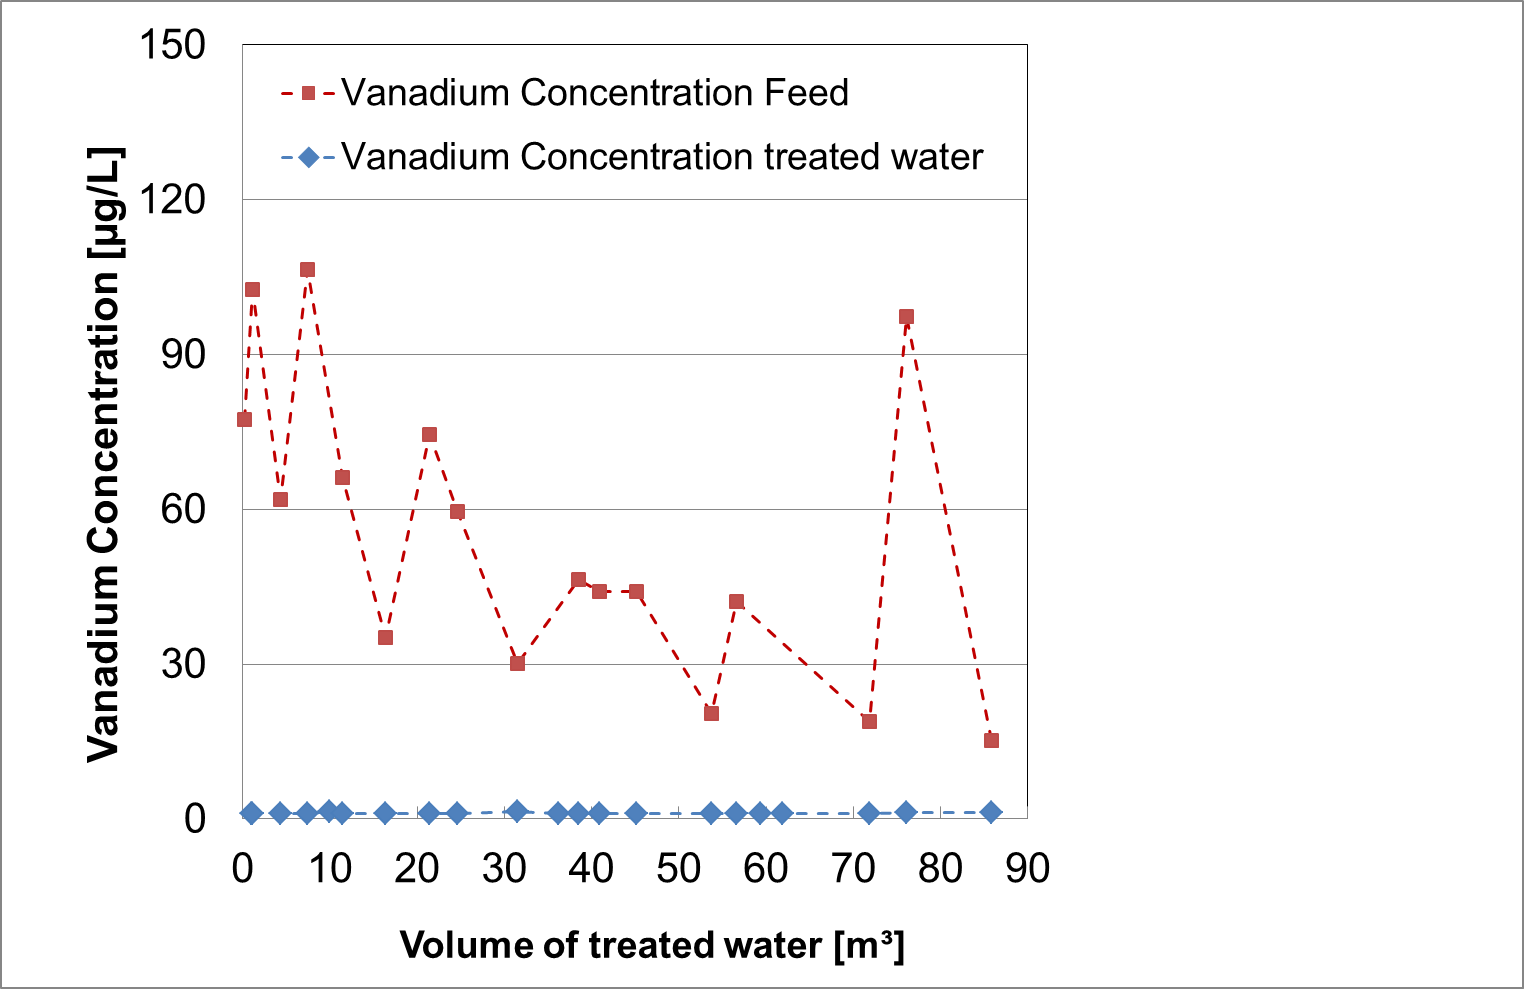 150
Vanadium Concentration Feed
Vanadium Concentration treated water
120
90
60
30
0
Vanadium Concentration [µg/L]
0 10 20 30 40 50 60 70 80 90
Volume of treated water [m³]